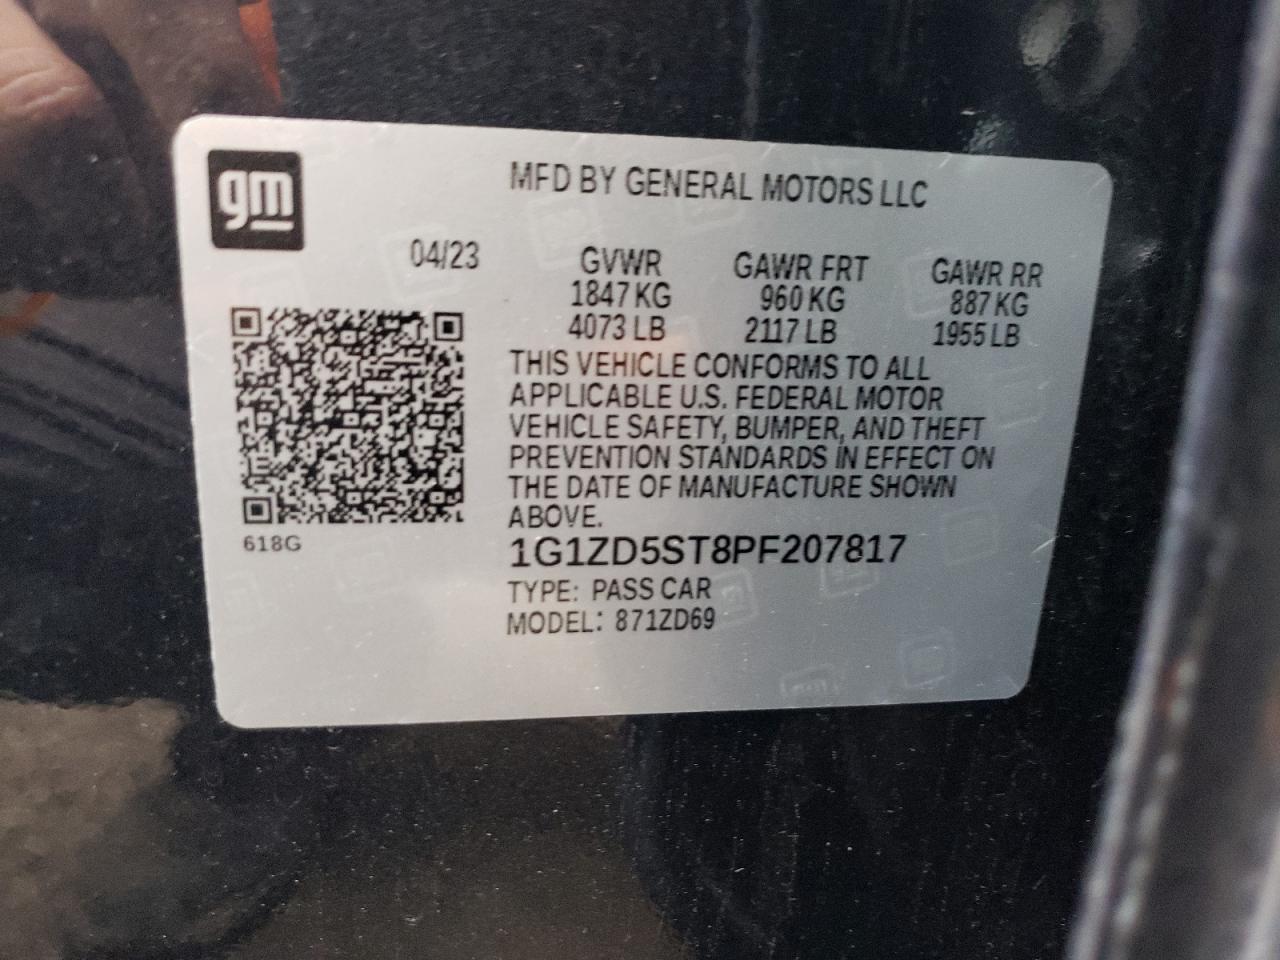 gm
MFD BY GENERAL MOTORS LLC
04/23
GVWR GAWR FRT GAWR RR
1847 KG 960 KG 887 KG
4073 LB 2117 LB 1955 LB
THIS VEHICLE CONFORMS TO ALL
APPLICABLE U.S. FEDERAL MOTOR
VEHICLE SAFETY, BUMPER, AND THEFT
PREVENTION STANDARDS IN EFFECT ON
THE DATE OF MANUFACTURE SHOWN
ABOVE.
618G
1G1ZD5ST8PF207817
TYPE: PASS CAR
MODEL: 871ZD69